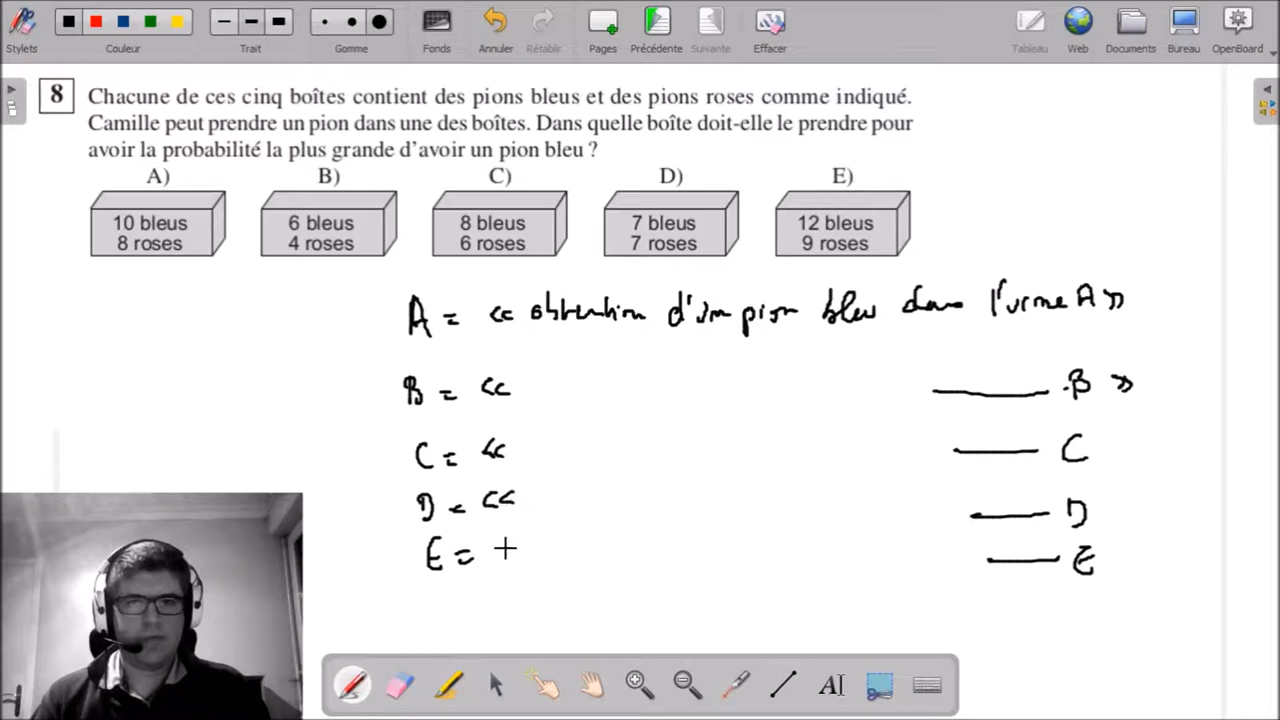 Stylets Couleur Trait Gomme Fonds Annuler Rétablir Pages Précédente Suivante Effacer Tableau Web Documents Bureau OpenBoard
8 Chacune de ces cinq boîtes contient des pions bleus et des pions roses comme indiqué.
Camille peut prendre un pion dans une des boîtes. Dans quelle boîte doit-elle le prendre pour
avoir la probabilité la plus grande d'avoir un pion bleu ?
A) B) C) D) E)
10 bleus 6 bleus 8 bleus 7 bleus 12 bleus
8 roses 4 roses 6 roses 7 roses 9 roses
A = « obtention d'un pion bleu dans l'urne A »
B = « B »
C = « C
D = « D
E = E
AI